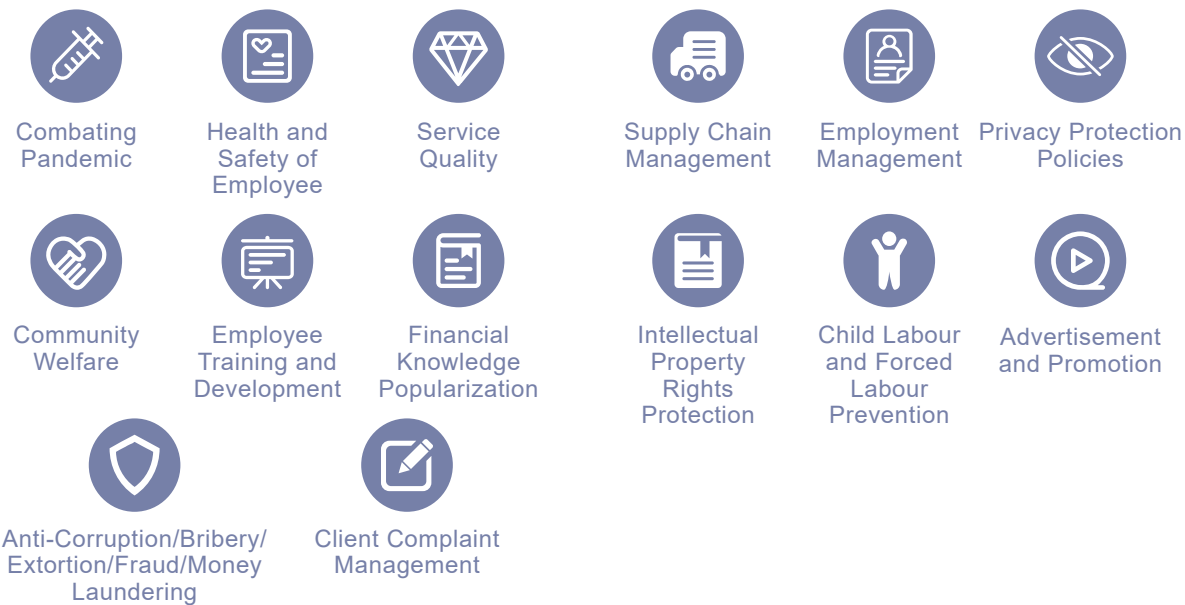 Combating
Pandemic
Health and
Safety of
Employee
Service
Quality
Supply Chain
Management
Employment
Management
Privacy Protection
Policies
Community
Welfare
Employee
Training and
Development
Financial
Knowledge
Popularization
Intellectual
Property
Rights
Protection
Child Labour
and Forced
Labour
Prevention
Advertisement
and Promotion
Anti-Corruption/Bribery/
Extortion/Fraud/Money
Laundering
Client Complaint
Management